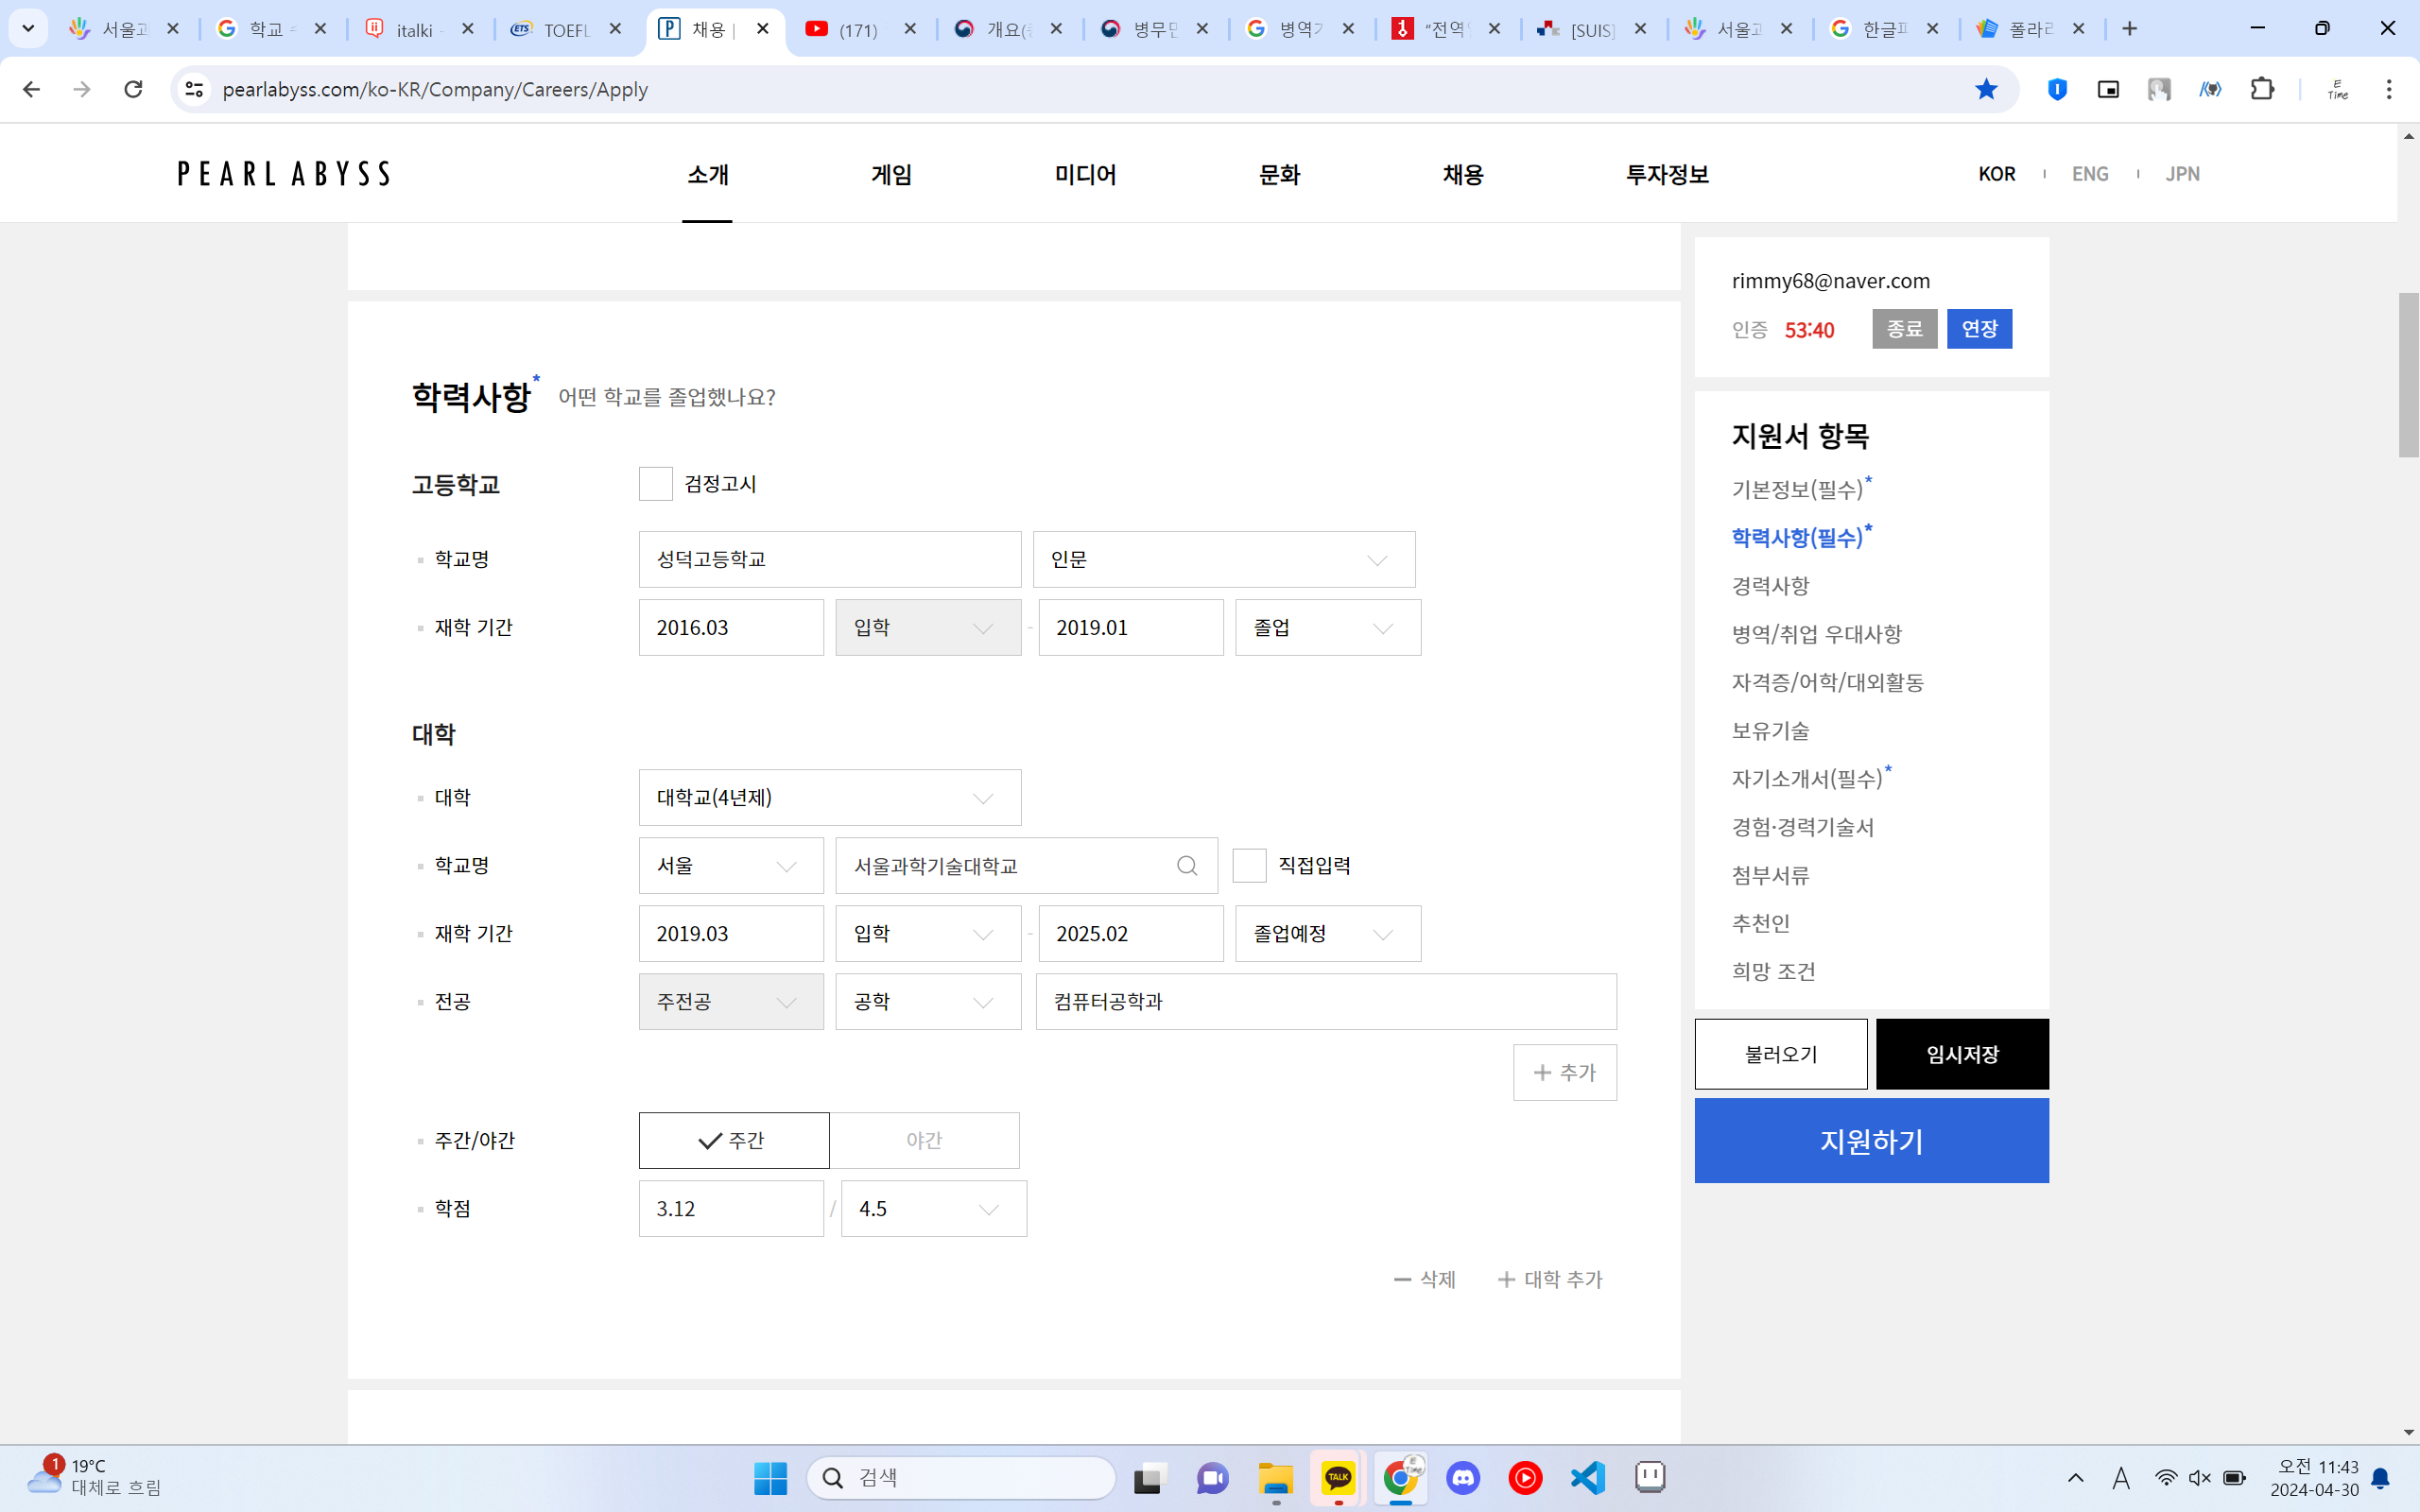 서울고
학교
italki -
TOEFL
채용 |
(171)
개요(
병무민
병역
"전역
[SUIS]
서울고
한글파
폴라리
pearlabyss.com/ko-KR/Company/Careers/Apply
E Time
PEARL ABYSS
소개
게임
미디어
문화
채용
투자정보
KOR
ENG
JPN
rimmy68@naver.com
인증 53:40 종료 연장
학력사항* 어떤 학교를 졸업했나요?
고등학교 검정고시
학교명 성덕고등학교 인문
재학 기간 2016.03 입학 - 2019.01 졸업
대학
대학 대학교(4년제)
학교명 서울 서울과학기술대학교 직접입력
재학 기간 2019.03 입학 - 2025.02 졸업예정
전공 주전공 공학 컴퓨터공학과
+ 추가
주간/야간 주간 야간
학점 3.12 / 4.5
삭제 + 대학 추가
지원서 항목
기본정보(필수)*
학력사항(필수)*
경력사항
병역/취업 우대사항
자격증/어학/대외활동
보유기술
자기소개서(필수)*
경험·경력기술서
첨부서류
추천인
희망 조건
불러오기 임시저장
지원하기
1
19°C
대체로 흐림
검색
TALK
A
오전 11:43
2024-04-30